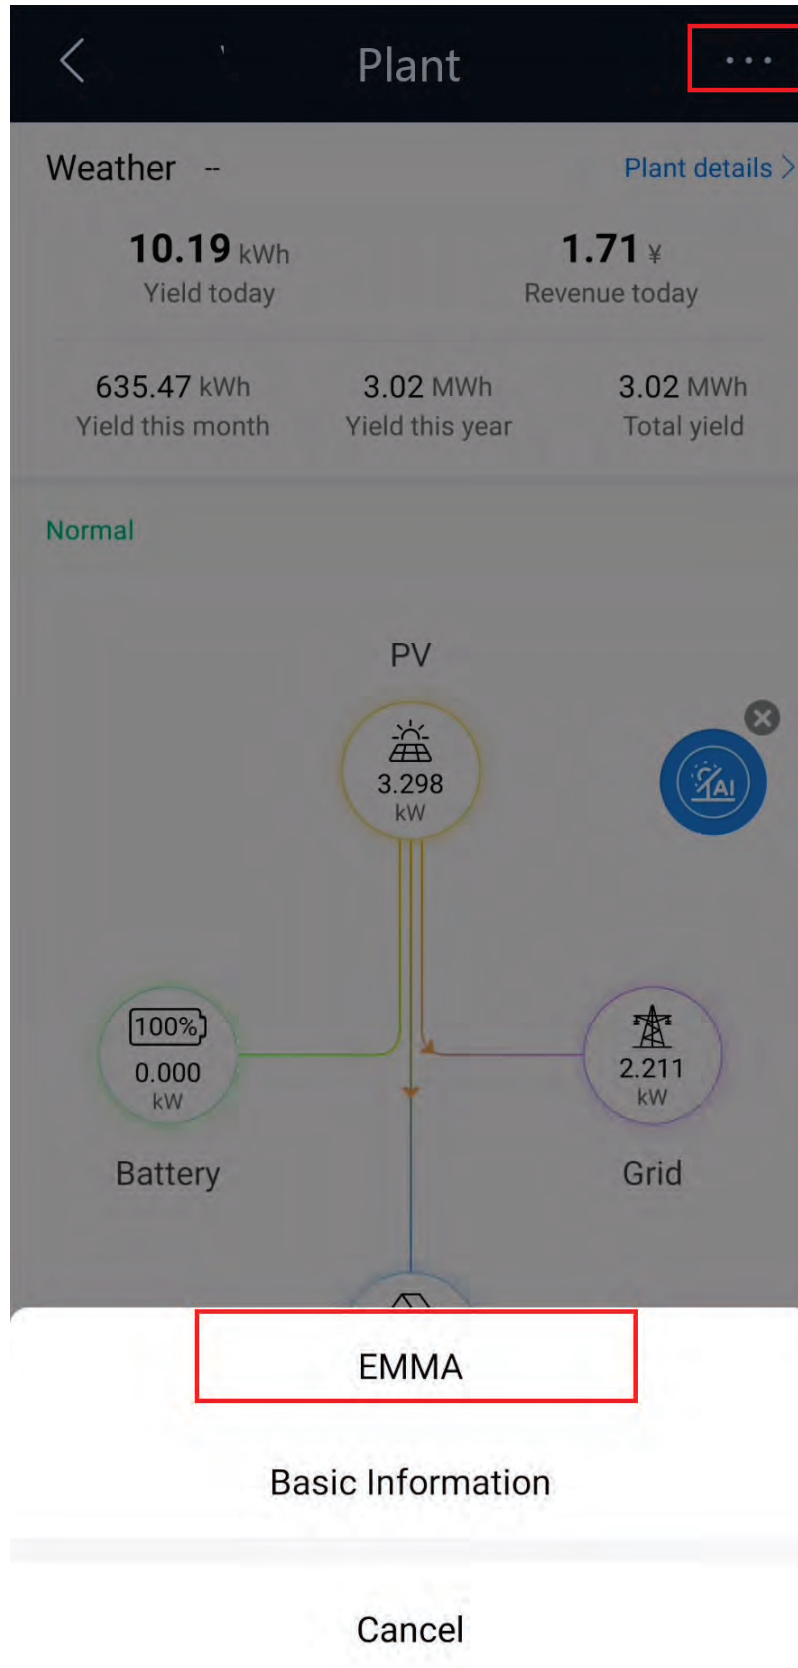 Plant
...
Weather --
Plant details >
10.19 kWh
1.71 ¥
Yield today
Revenue today
635.47 kWh
3.02 MWh
3.02 MWh
Yield this month
Yield this year
Total yield
Normal
PV
3.298
kW
AI
100%
0.000
kW
2.211
kW
Battery
Grid
EMMA
Basic Information
Cancel